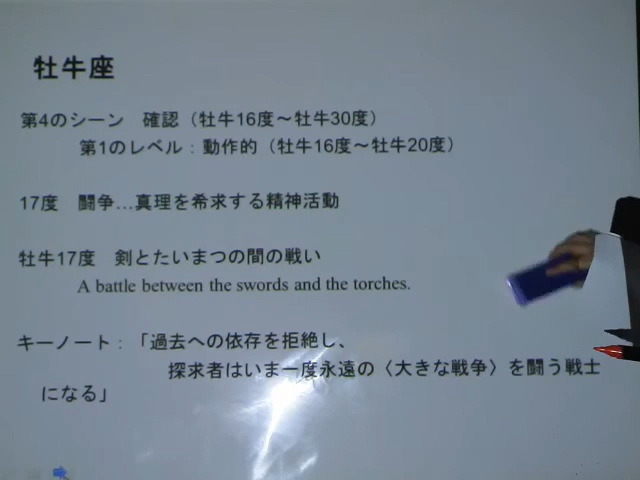 牡牛座
第4のシーン　確認（牡牛16度～牡牛30度）
第1のレベル：動作的（牡牛16度～牡牛20度）
17度　闘争…真理を希求する精神活動
牡牛17度　剣とたいまつの間の戦い
A battle between the swords and the torches.
キーノート：「過去への依存を拒絶し、
探求者はいま一度永遠の〈大きな戦争〉を闘う戦士
になる」